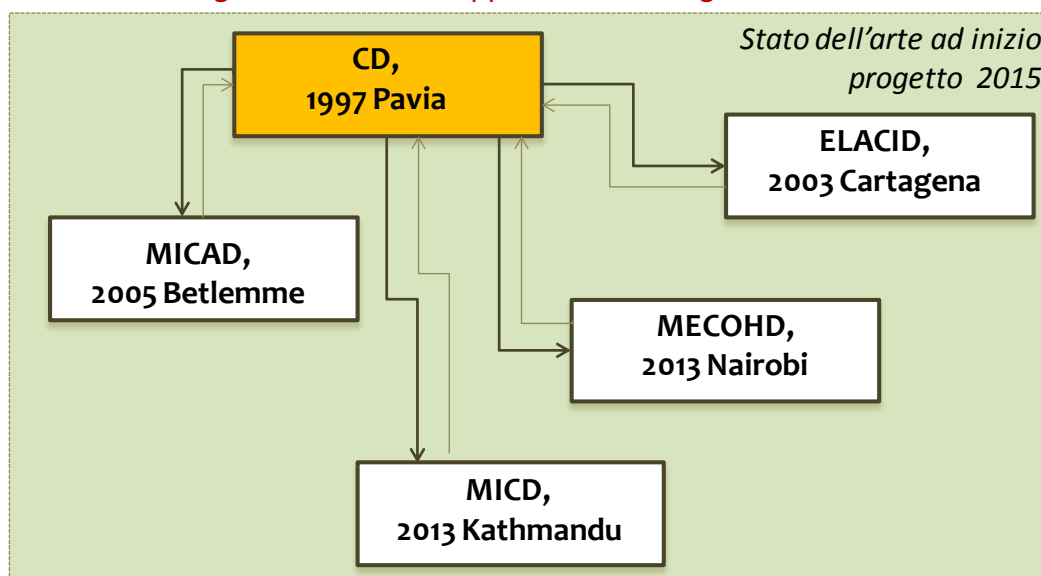 Stato dell’arte ad inizio
progetto 2015
CD,
1997 Pavia
ELACID,
2003 Cartagena
MICAD,
2005 Betlemme
MECOHD,
2013 Nairobi
MICD,
2013 Kathmandu